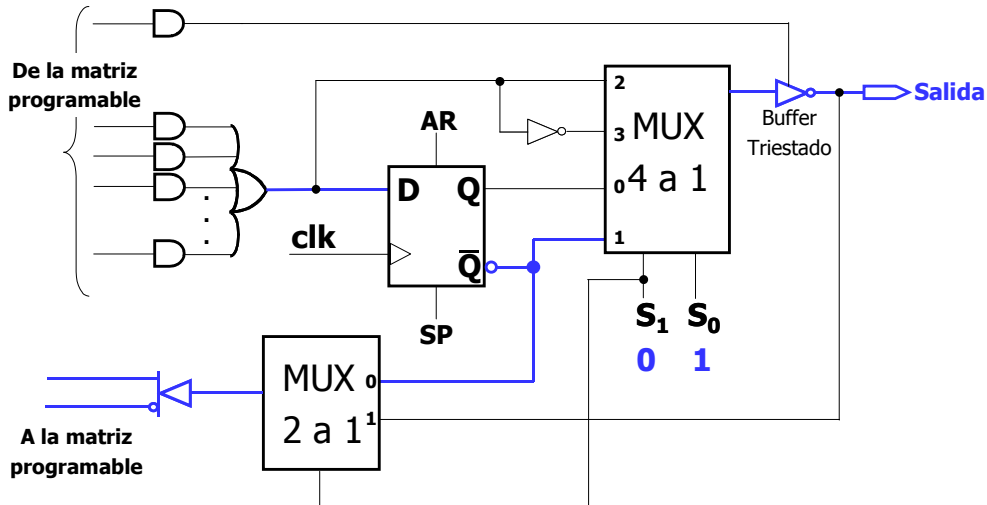 De la matriz
programable
2
3
0
1
MUX
4 a 1
Salida
Buffer
Triestado
AR
D
Q
clk
Q̅
SP
S₁
S₀
0
1
MUX
2 a 1
0
1
A la matriz
programable